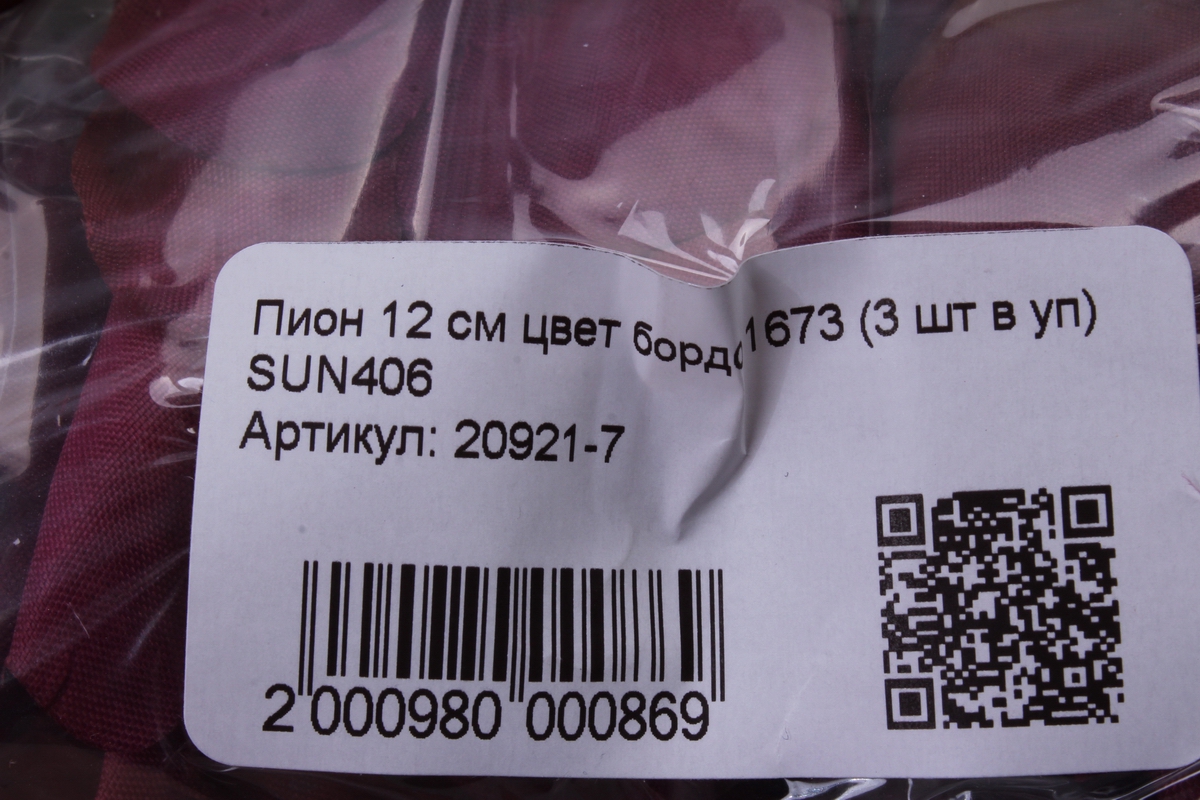 Пион 12 см цвет бордо 1673 (3 шт в уп)
SUN406
Артикул: 20921-7
2 000980 000869